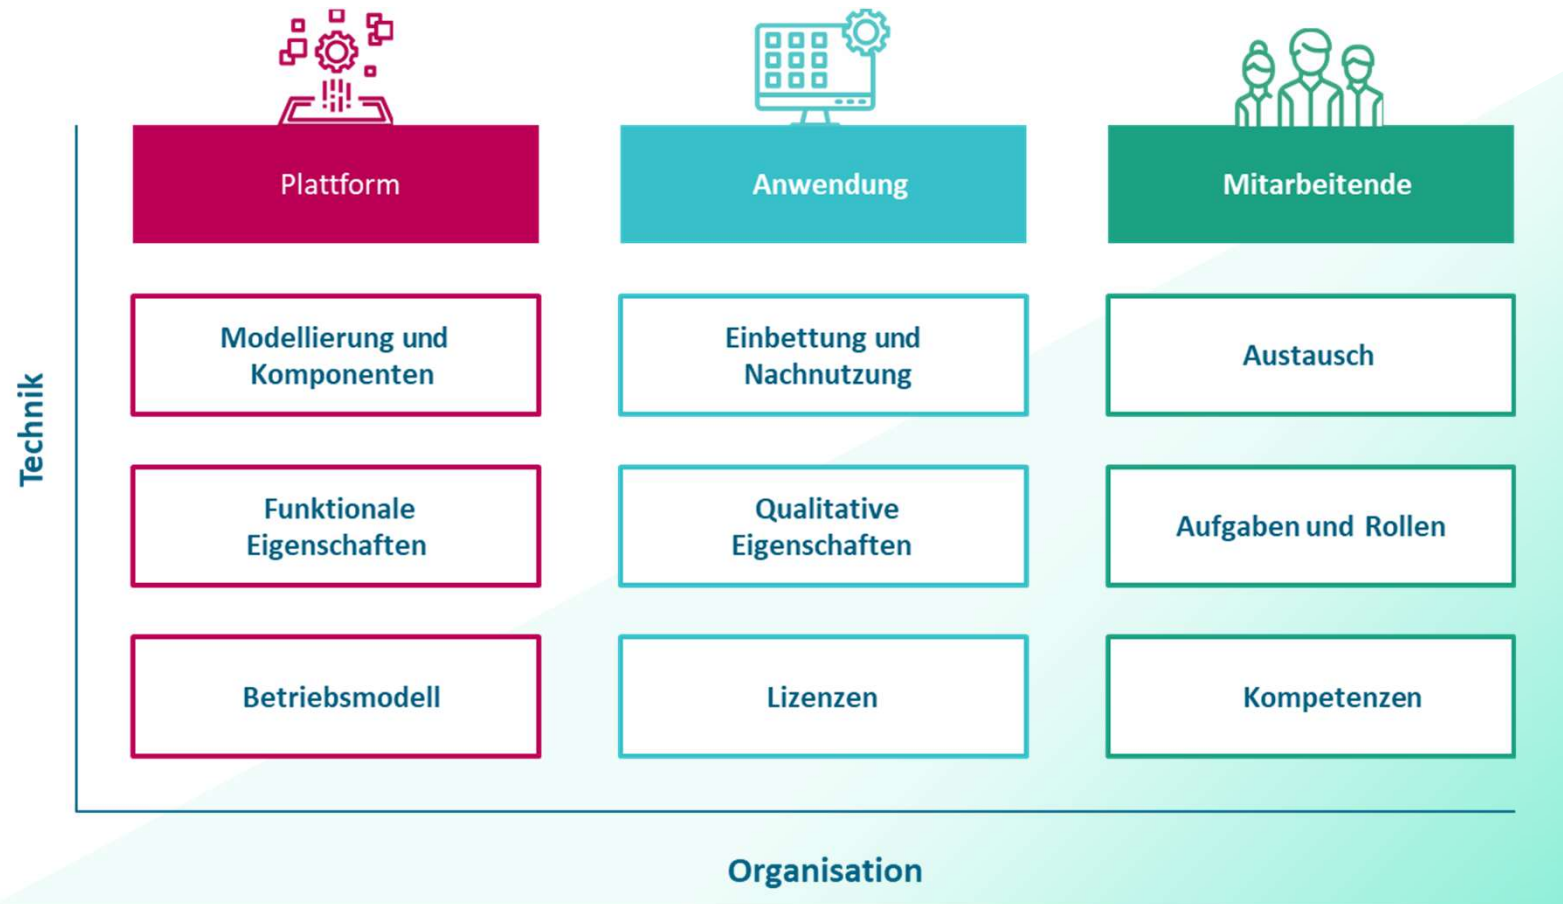 Plattform
Anwendung
Mitarbeitende
Modellierung und
Komponenten
Einbettung und
Nachnutzung
Austausch
Technik
Funktionale
Eigenschaften
Qualitative
Eigenschaften
Aufgaben und Rollen
Betriebsmodell
Lizenzen
Kompetenzen
Organisation